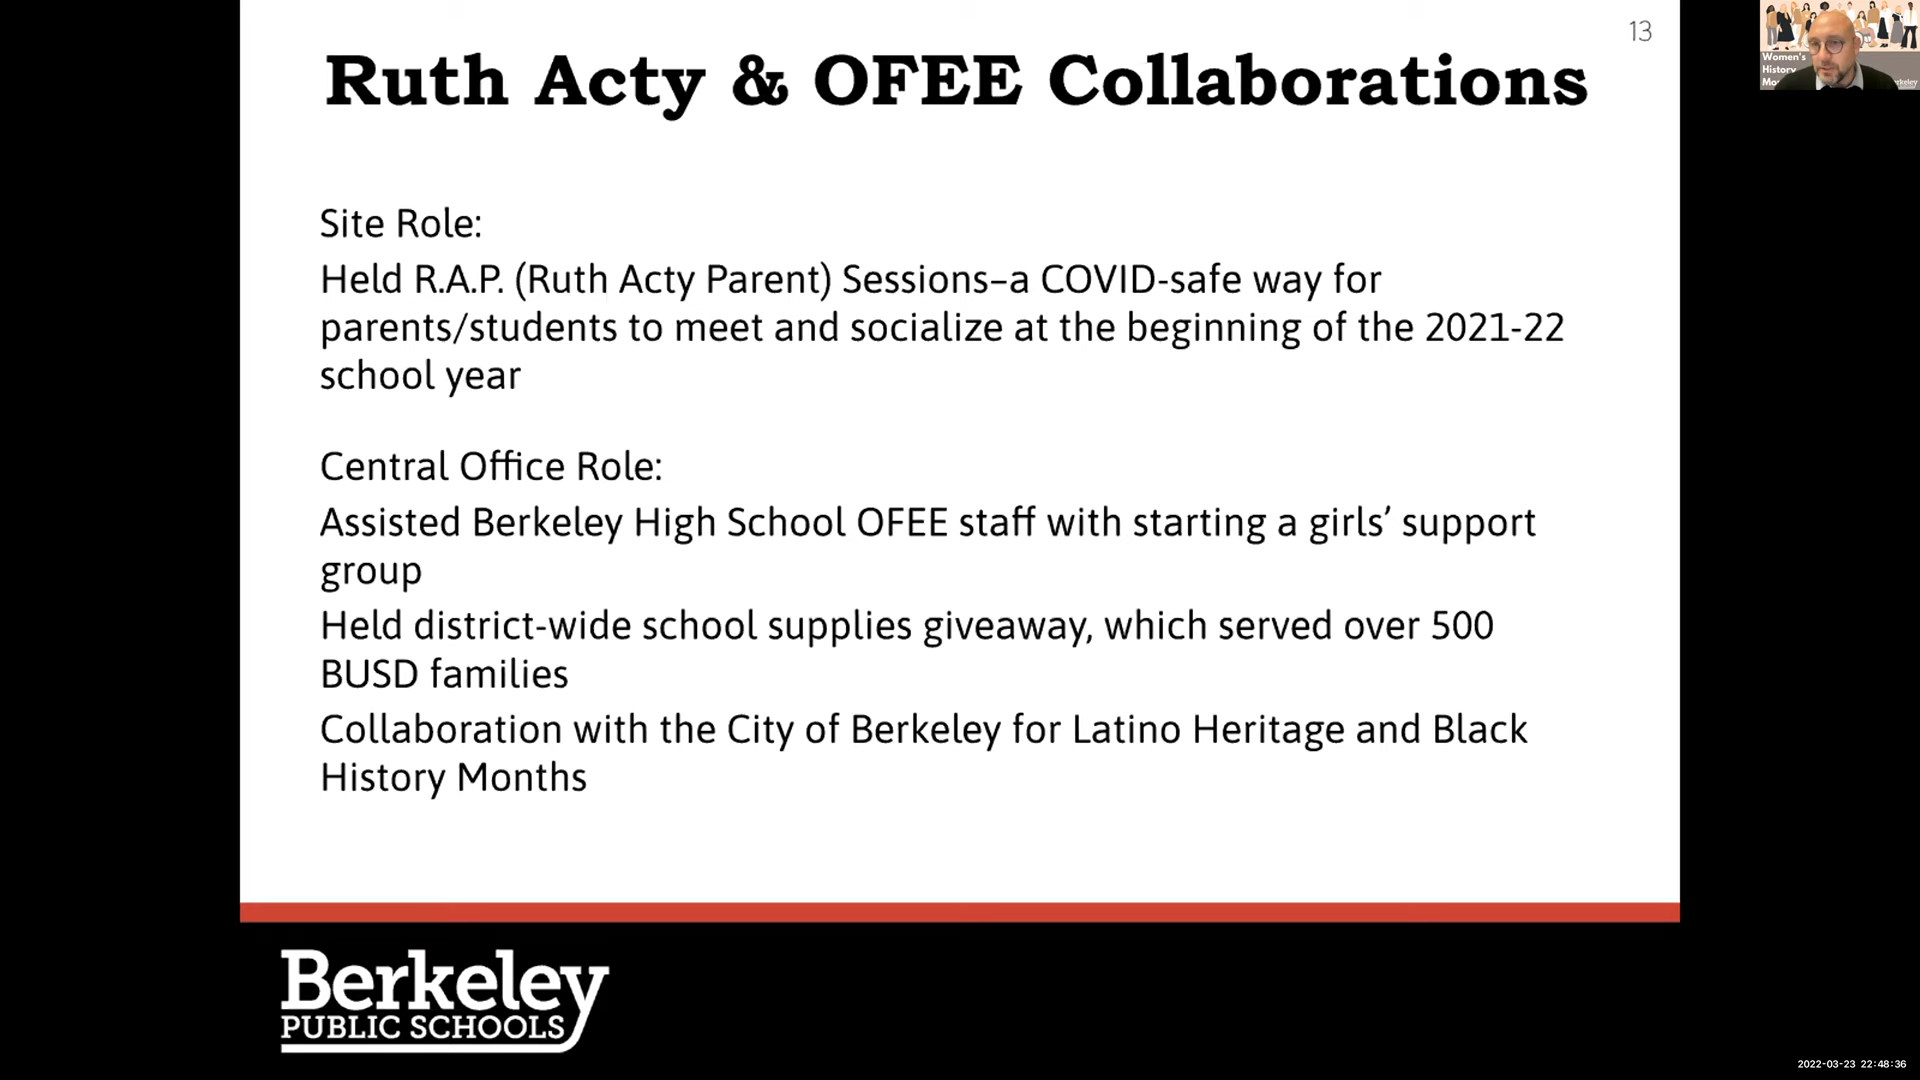 13
Ruth Acty & OFEE Collaborations
Site Role:
Held R.A.P. (Ruth Acty Parent) Sessions–a COVID-safe way for
parents/students to meet and socialize at the beginning of the 2021-22
school year
Central Office Role:
Assisted Berkeley High School OFEE staff with starting a girls’ support
group
Held district-wide school supplies giveaway, which served over 500
BUSD families
Collaboration with the City of Berkeley for Latino Heritage and Black
History Months
Berkeley
PUBLIC SCHOOLS
Women's
History
2022-03-23 22:48:36